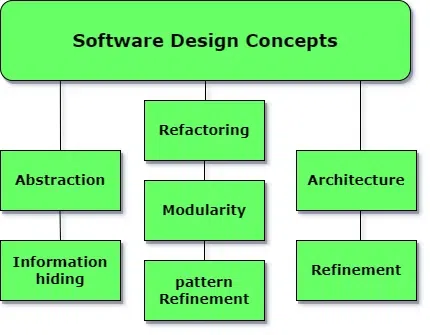 Software Design Concepts
Refactoring
Abstraction
Architecture
Modularity
Information
hiding
Refinement
pattern
Refinement